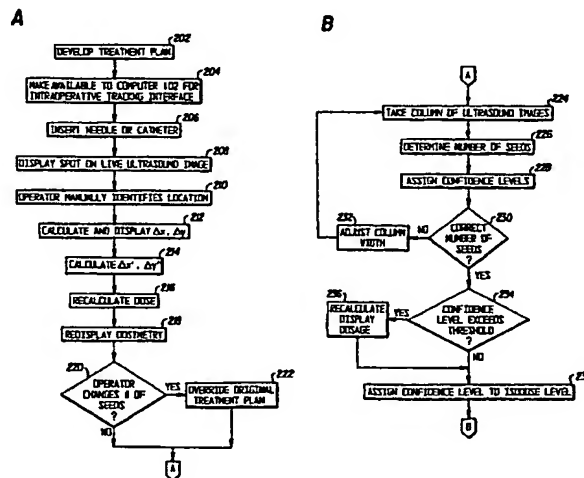 A
202
DEVELOP TREATMENT PLAN
204
MAKE AVAILABLE TO COMPUTER 102 FOR
INTRAOPERATIVE TRACKING INTERFACE
206
INSERT NEEDLE OR CATHETER
208
DISPLAY SPOT ON LIVE ULTRASOUND IMAGE
210
OPERATOR MANUALLY IDENTIFIES LOCATION
212
CALCULATE AND DISPLAY Δx, Δy
214
CALCULATE Δx', Δy'
216
RECALCULATE DOSE
218
REDISPLAY DOSIMETRY
220
OPERATOR
CHANGES # OF
SEEDS
?
YES
222
OVERRIDE ORIGINAL
TREATMENT PLAN
NO
A
B
A
224
TAKE COLUMN OF ULTRASOUND IMAGES
226
DETERMINE NUMBER OF SEEDS
228
ASSIGN CONFIDENCE LEVELS
230
CORRECT
NUMBER OF
SEEDS
?
NO
232
ADJUST COLUMN
WIDTH
YES
234
CONFIDENCE
LEVEL EXCEEDS
THRESHOLD
?
YES
236
RECALCULATE
DISPLAY
DOSAGE
NO
ASSIGN CONFIDENCE LEVEL TO ISODOSE LEVEL
B